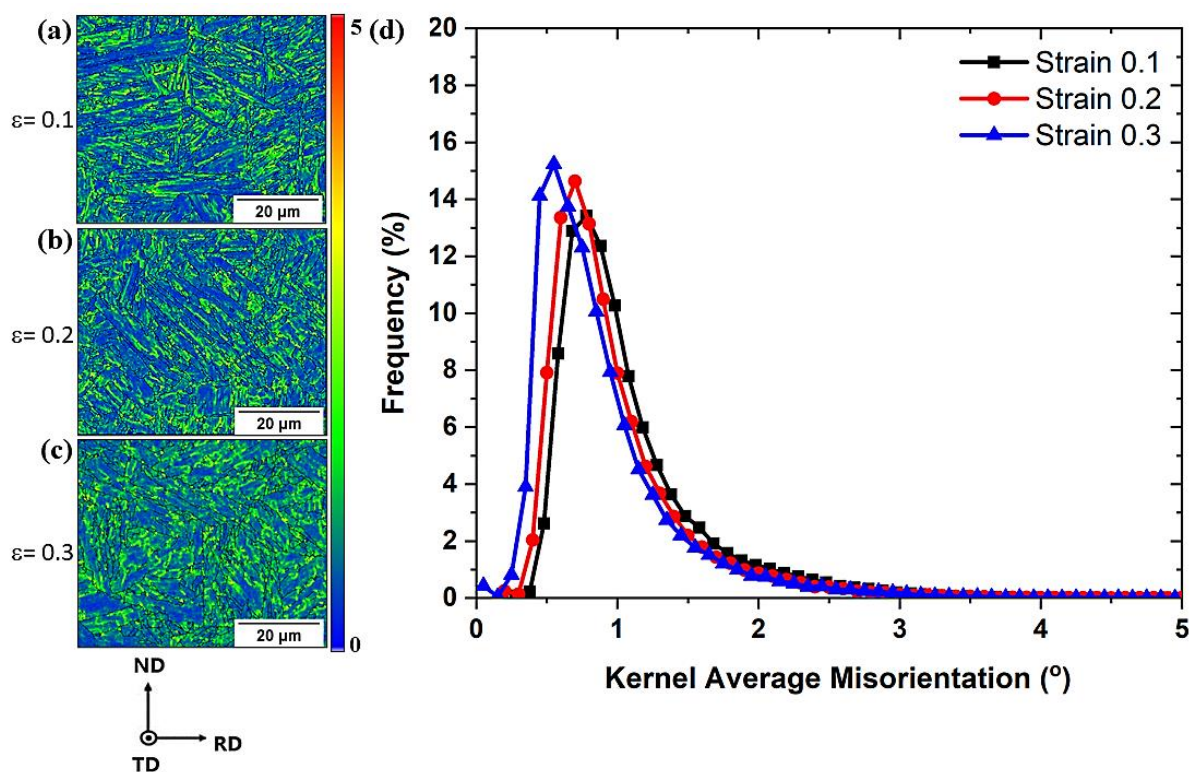 (a)
ε= 0.1
20 µm
(b)
ε= 0.2
20 µm
(c)
ε= 0.3
20 µm
5
0
ND
RD
TD
(d)
20
18
16
14
12
10
8
6
4
2
0
Frequency (%)
Strain 0.1
Strain 0.2
Strain 0.3
0 1 2 3 4 5
Kernel Average Misorientation (º)